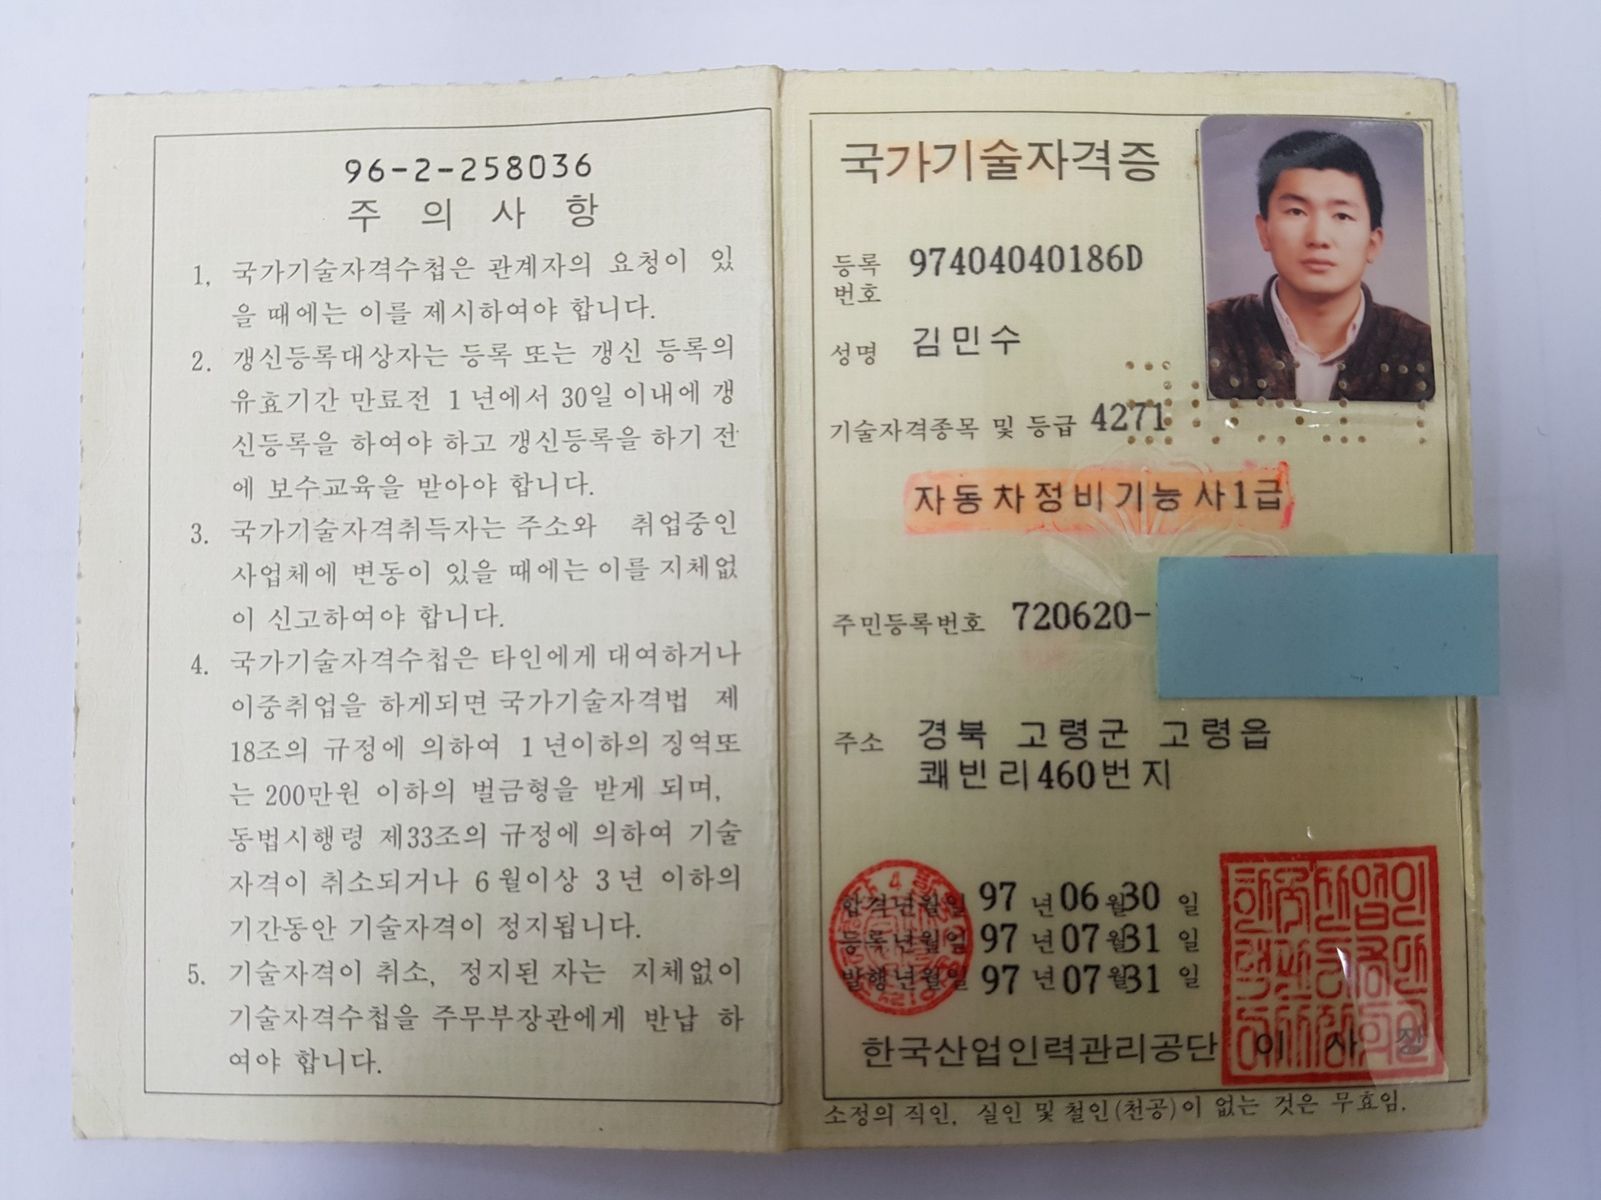 96-2-258036
주 의 사 항
1. 국가기술자격수첩은 관계자의 요청이 있
을 때에는 이를 제시하여야 합니다.
2. 갱신등록대상자는 등록 또는 갱신 등록의
유효기간 만료전 1년에서 30일 이내에 갱
신등록을 하여야 하고 갱신등록을 하기 전
에 보수교육을 받아야 합니다.
3. 국가기술자격취득자는 주소와 취업중인
사업체에 변동이 있을 때에는 이를 지체없
이 신고하여야 합니다.
4. 국가기술자격수첩은 타인에게 대여하거나
이중취업을 하게되면 국가기술자격법 제
18조의 규정에 의하여 1년이하의 징역또
는 200만원 이하의 벌금형을 받게 되며,
동법시행령 제33조의 규정에 의하여 기술
자격이 취소되거나 6월이상 3년 이하의
기간동안 기술자격이 정지됩니다.
5. 기술자격이 취소, 정지된 자는 지체없이
기술자격수첩을 주무부장관에게 반납 하
여야 합니다.
국가기술자격증
등록번호 97404040186D
성명 김민수
기술자격종목 및 등급 4271
자동차정비기능사1급
주민등록번호 720620-
주소 경북 고령군 고령읍
쾌빈리460번지
합격년월일 97 년 06 월 30 일
등록년월일 97 년 07 월 31 일
발행년월일 97 년 07 월 31 일
한국산업인력관리공단 이 사 장
소정의 직인, 실인 및 철인(천공)이 없는 것은 무효임.